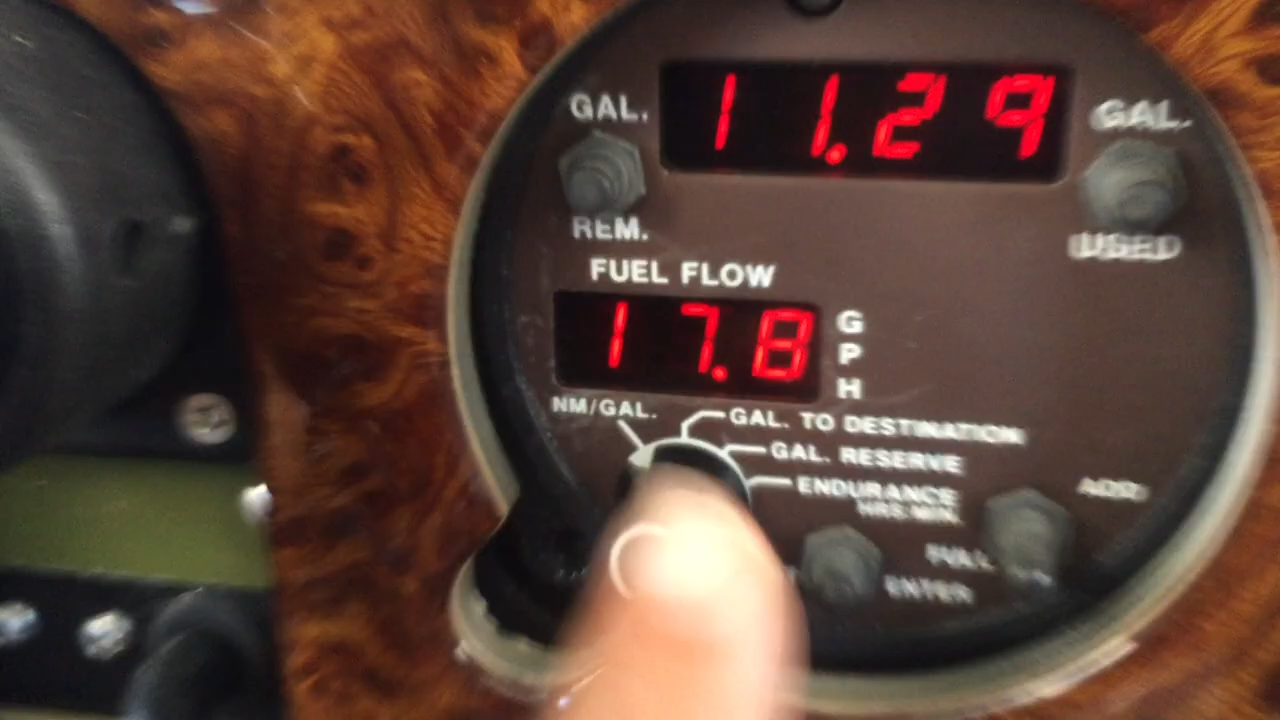 GAL.
11.29
GAL.
REM.
USED
FUEL FLOW
17.8
G
P
H
NM/GAL.
GAL. TO DESTINATION
GAL. RESERVE
ENDURANCE
HRS:MIN.
ADD.
FULL
ENTER